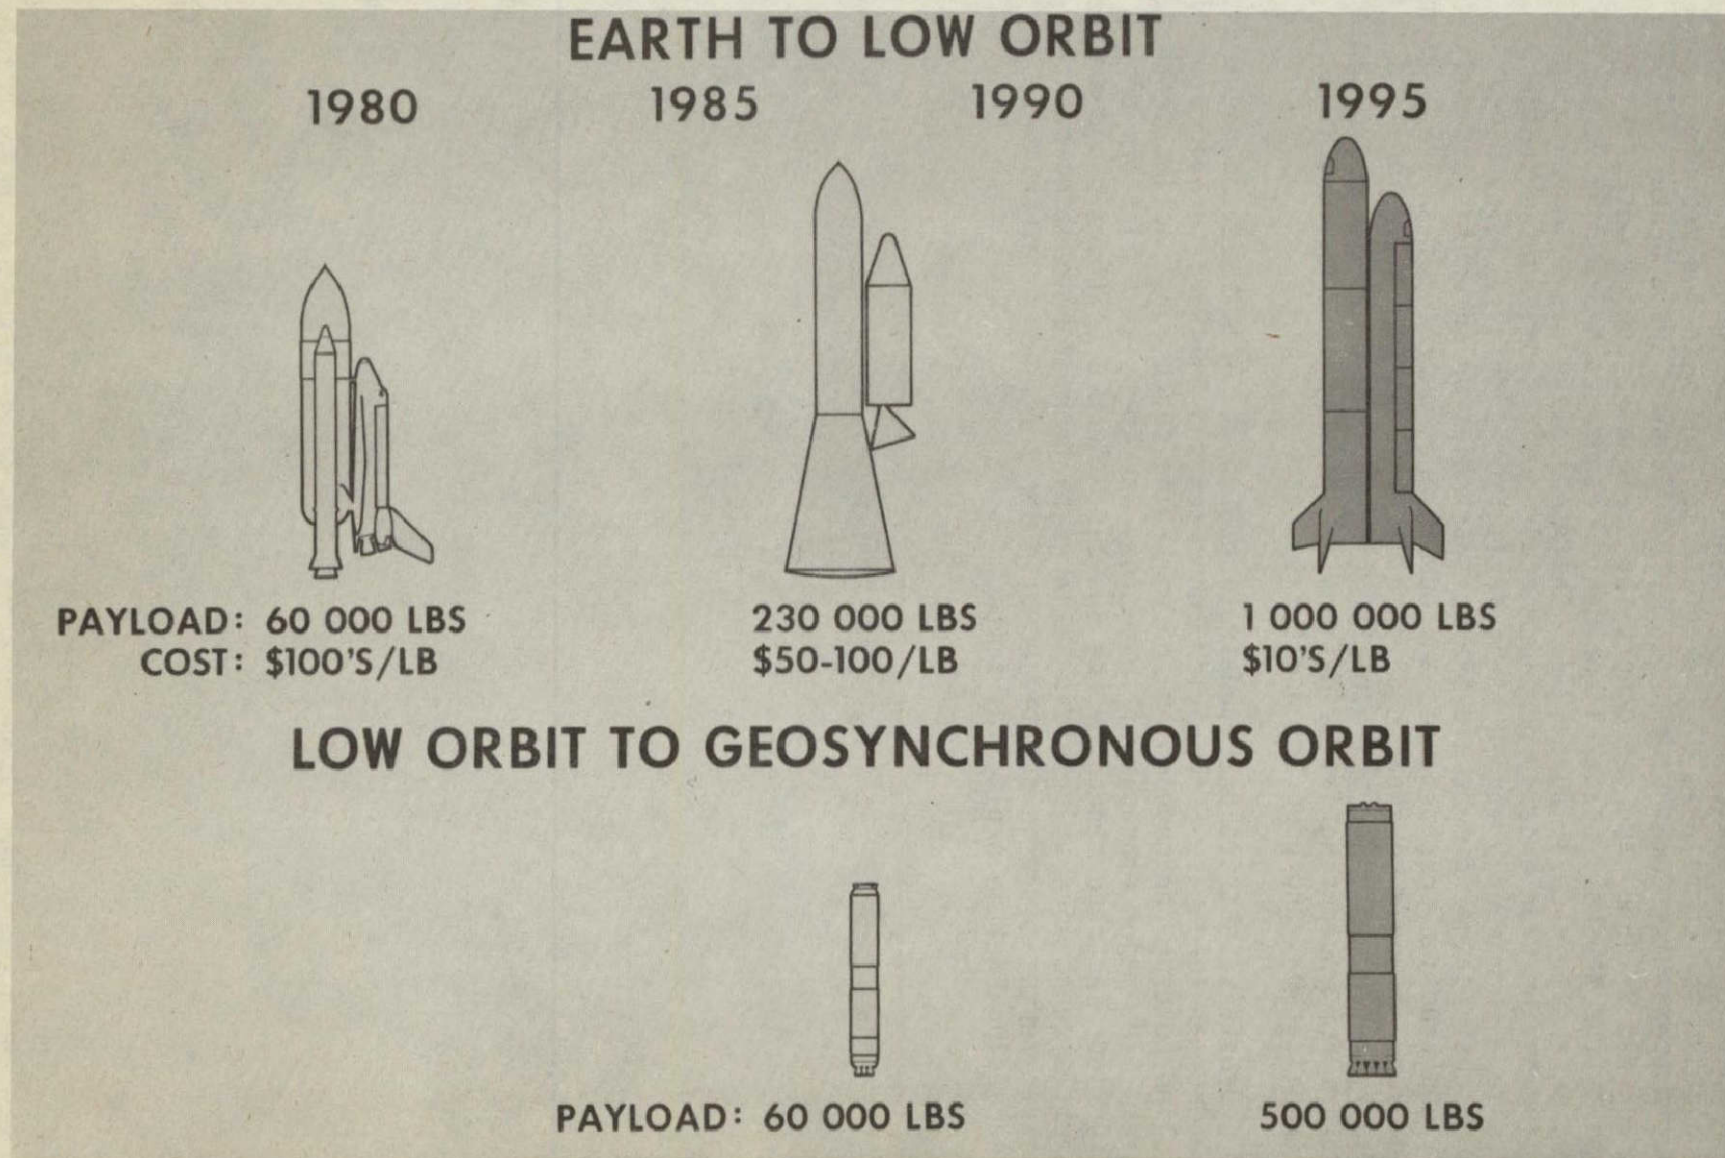 EARTH TO LOW ORBIT
1980 1985 1990 1995
PAYLOAD: 60 000 LBS 230 000 LBS 1 000 000 LBS
COST: $100'S/LB $50-100/LB $10'S/LB
LOW ORBIT TO GEOSYNCHRONOUS ORBIT
PAYLOAD: 60 000 LBS 500 000 LBS